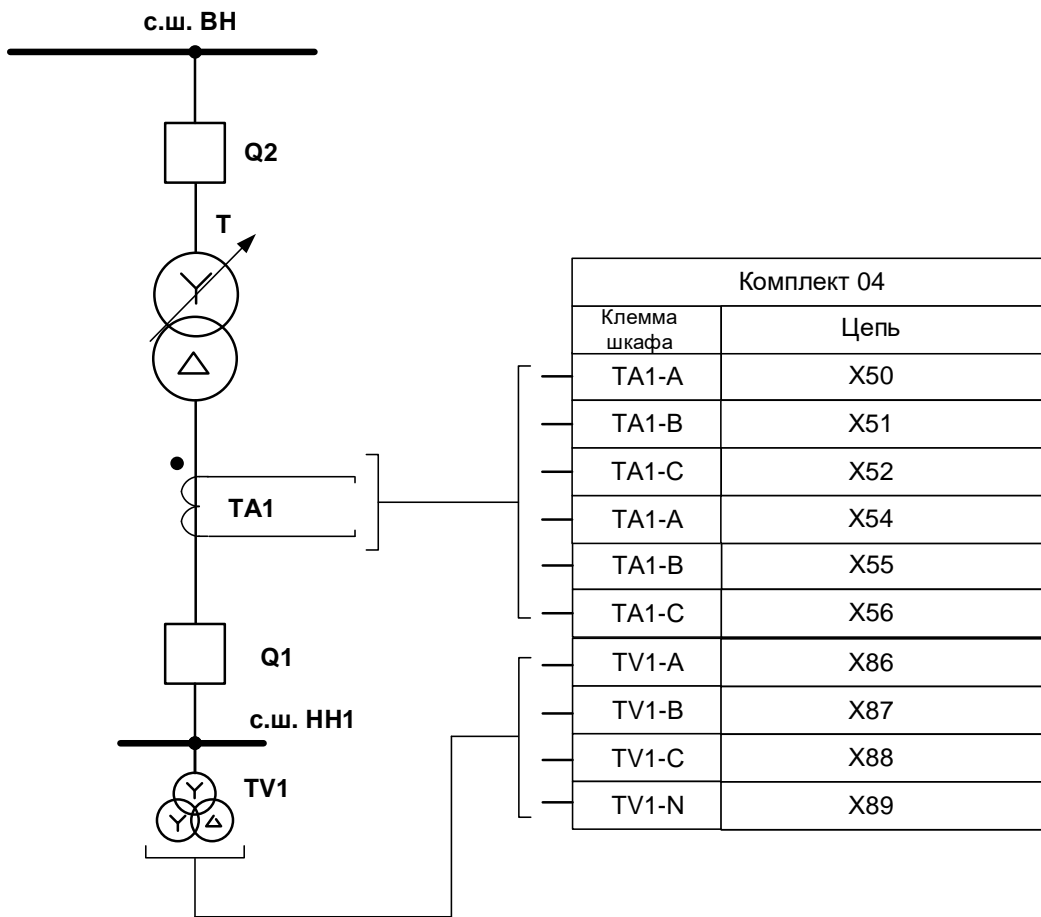 с.ш. ВН
Q2
Т
TA1
Q1
с.ш. НН1
TV1
Комплект 04
Клемма шкафа
Цепь
TA1-A X50
TA1-B X51
TA1-C X52
TA1-A X54
TA1-B X55
TA1-C X56
TV1-A X86
TV1-B X87
TV1-C X88
TV1-N X89